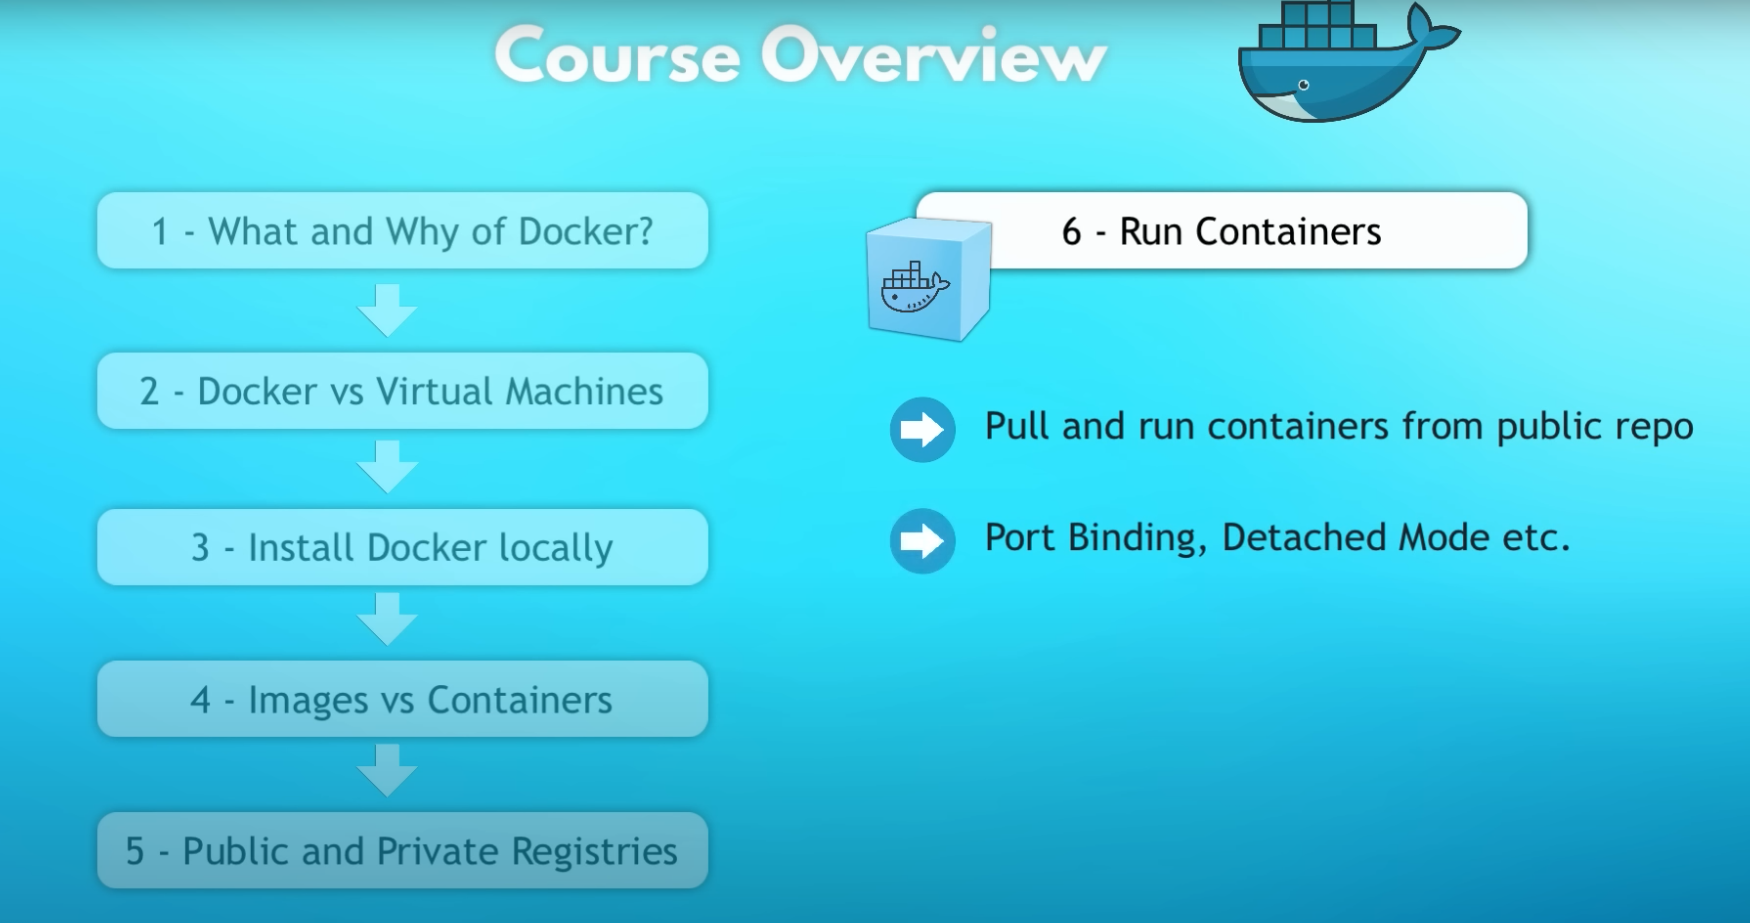 Course Overview
1 - What and Why of Docker?
2 - Docker vs Virtual Machines
3 - Install Docker locally
4 - Images vs Containers
5 - Public and Private Registries
6 - Run Containers
Pull and run containers from public repo
Port Binding, Detached Mode etc.